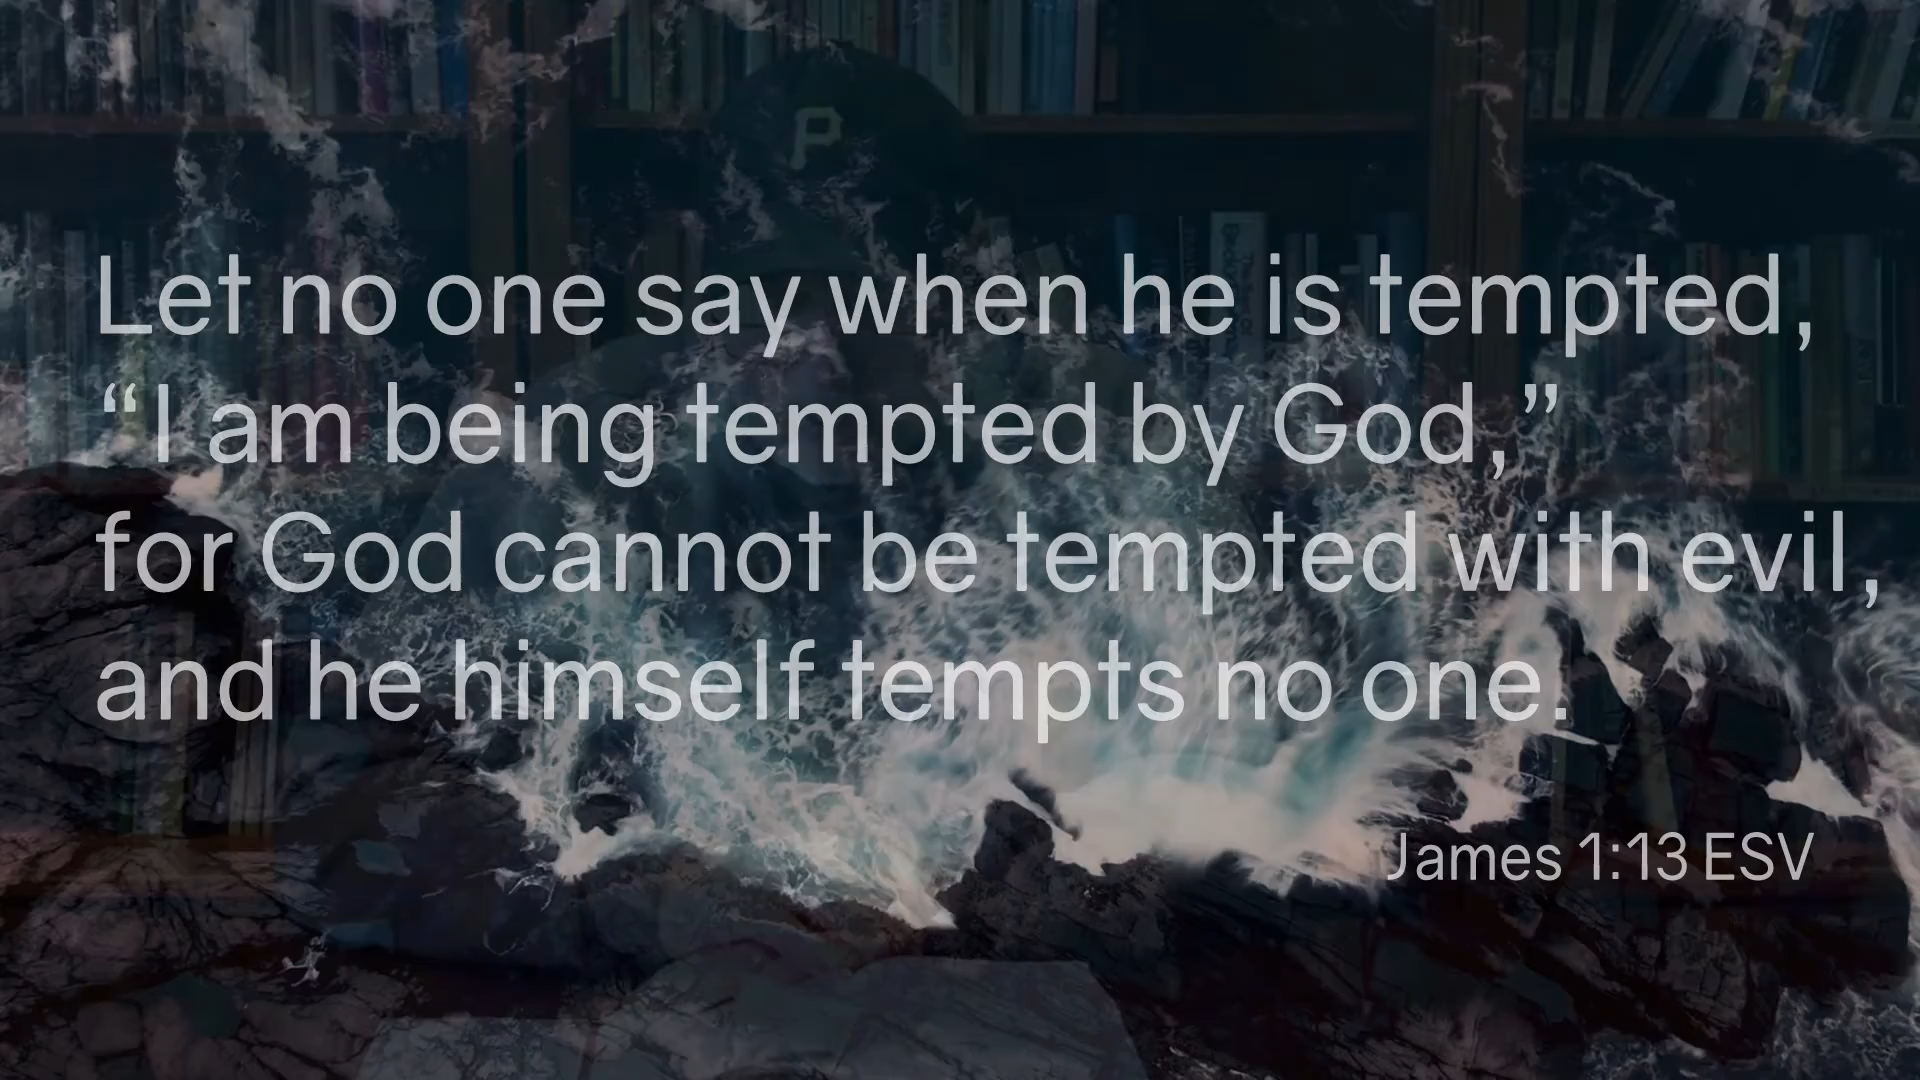 P
Let no one say when he is tempted,
“I am being tempted by God,”
for God cannot be tempted with evil,
and he himself tempts no one.
James 1:13 ESV